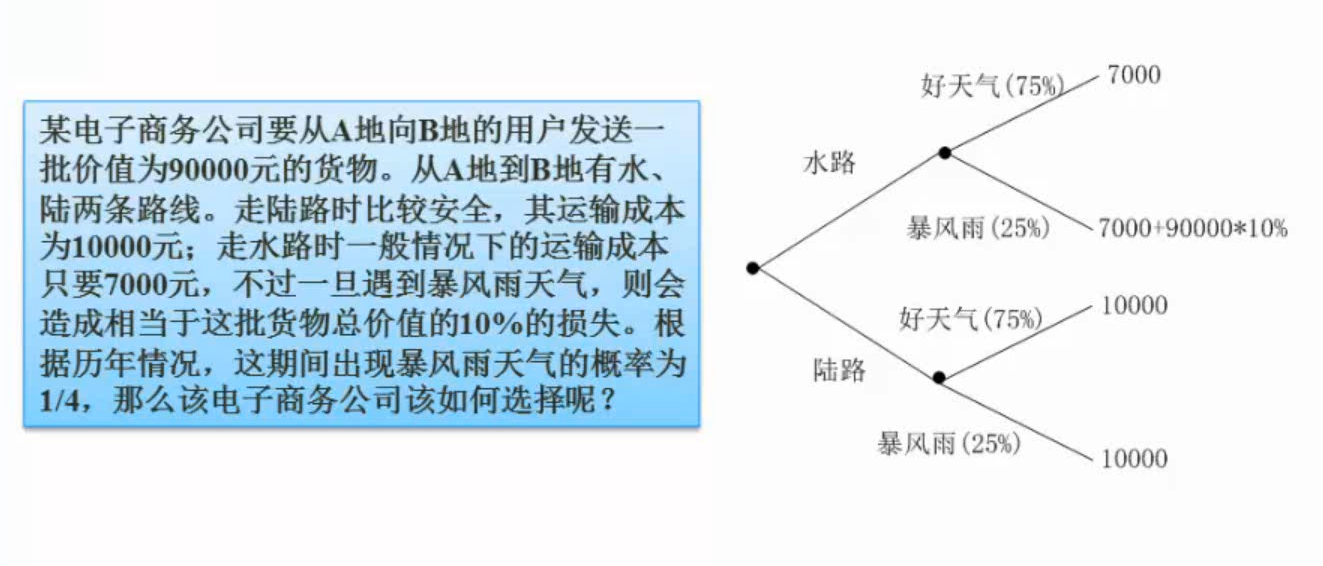 某电子商务公司要从A地向B地的用户发送一
批价值为90000元的货物。从A地到B地有水、
陆两条路线。走陆路时比较安全，其运输成本
为10000元；走水路时一般情况下的运输成本
只要7000元，不过一旦遇到暴风雨天气，则会
造成相当于这批货物总价值的10%的损失。根
据历年情况，这期间出现暴风雨天气的概率为
1/4，那么该电子商务公司该如何选择呢？
好天气(75%)
7000
水路
暴风雨(25%)
7000+90000*10%
好天气(75%)
10000
陆路
暴风雨(25%)
10000